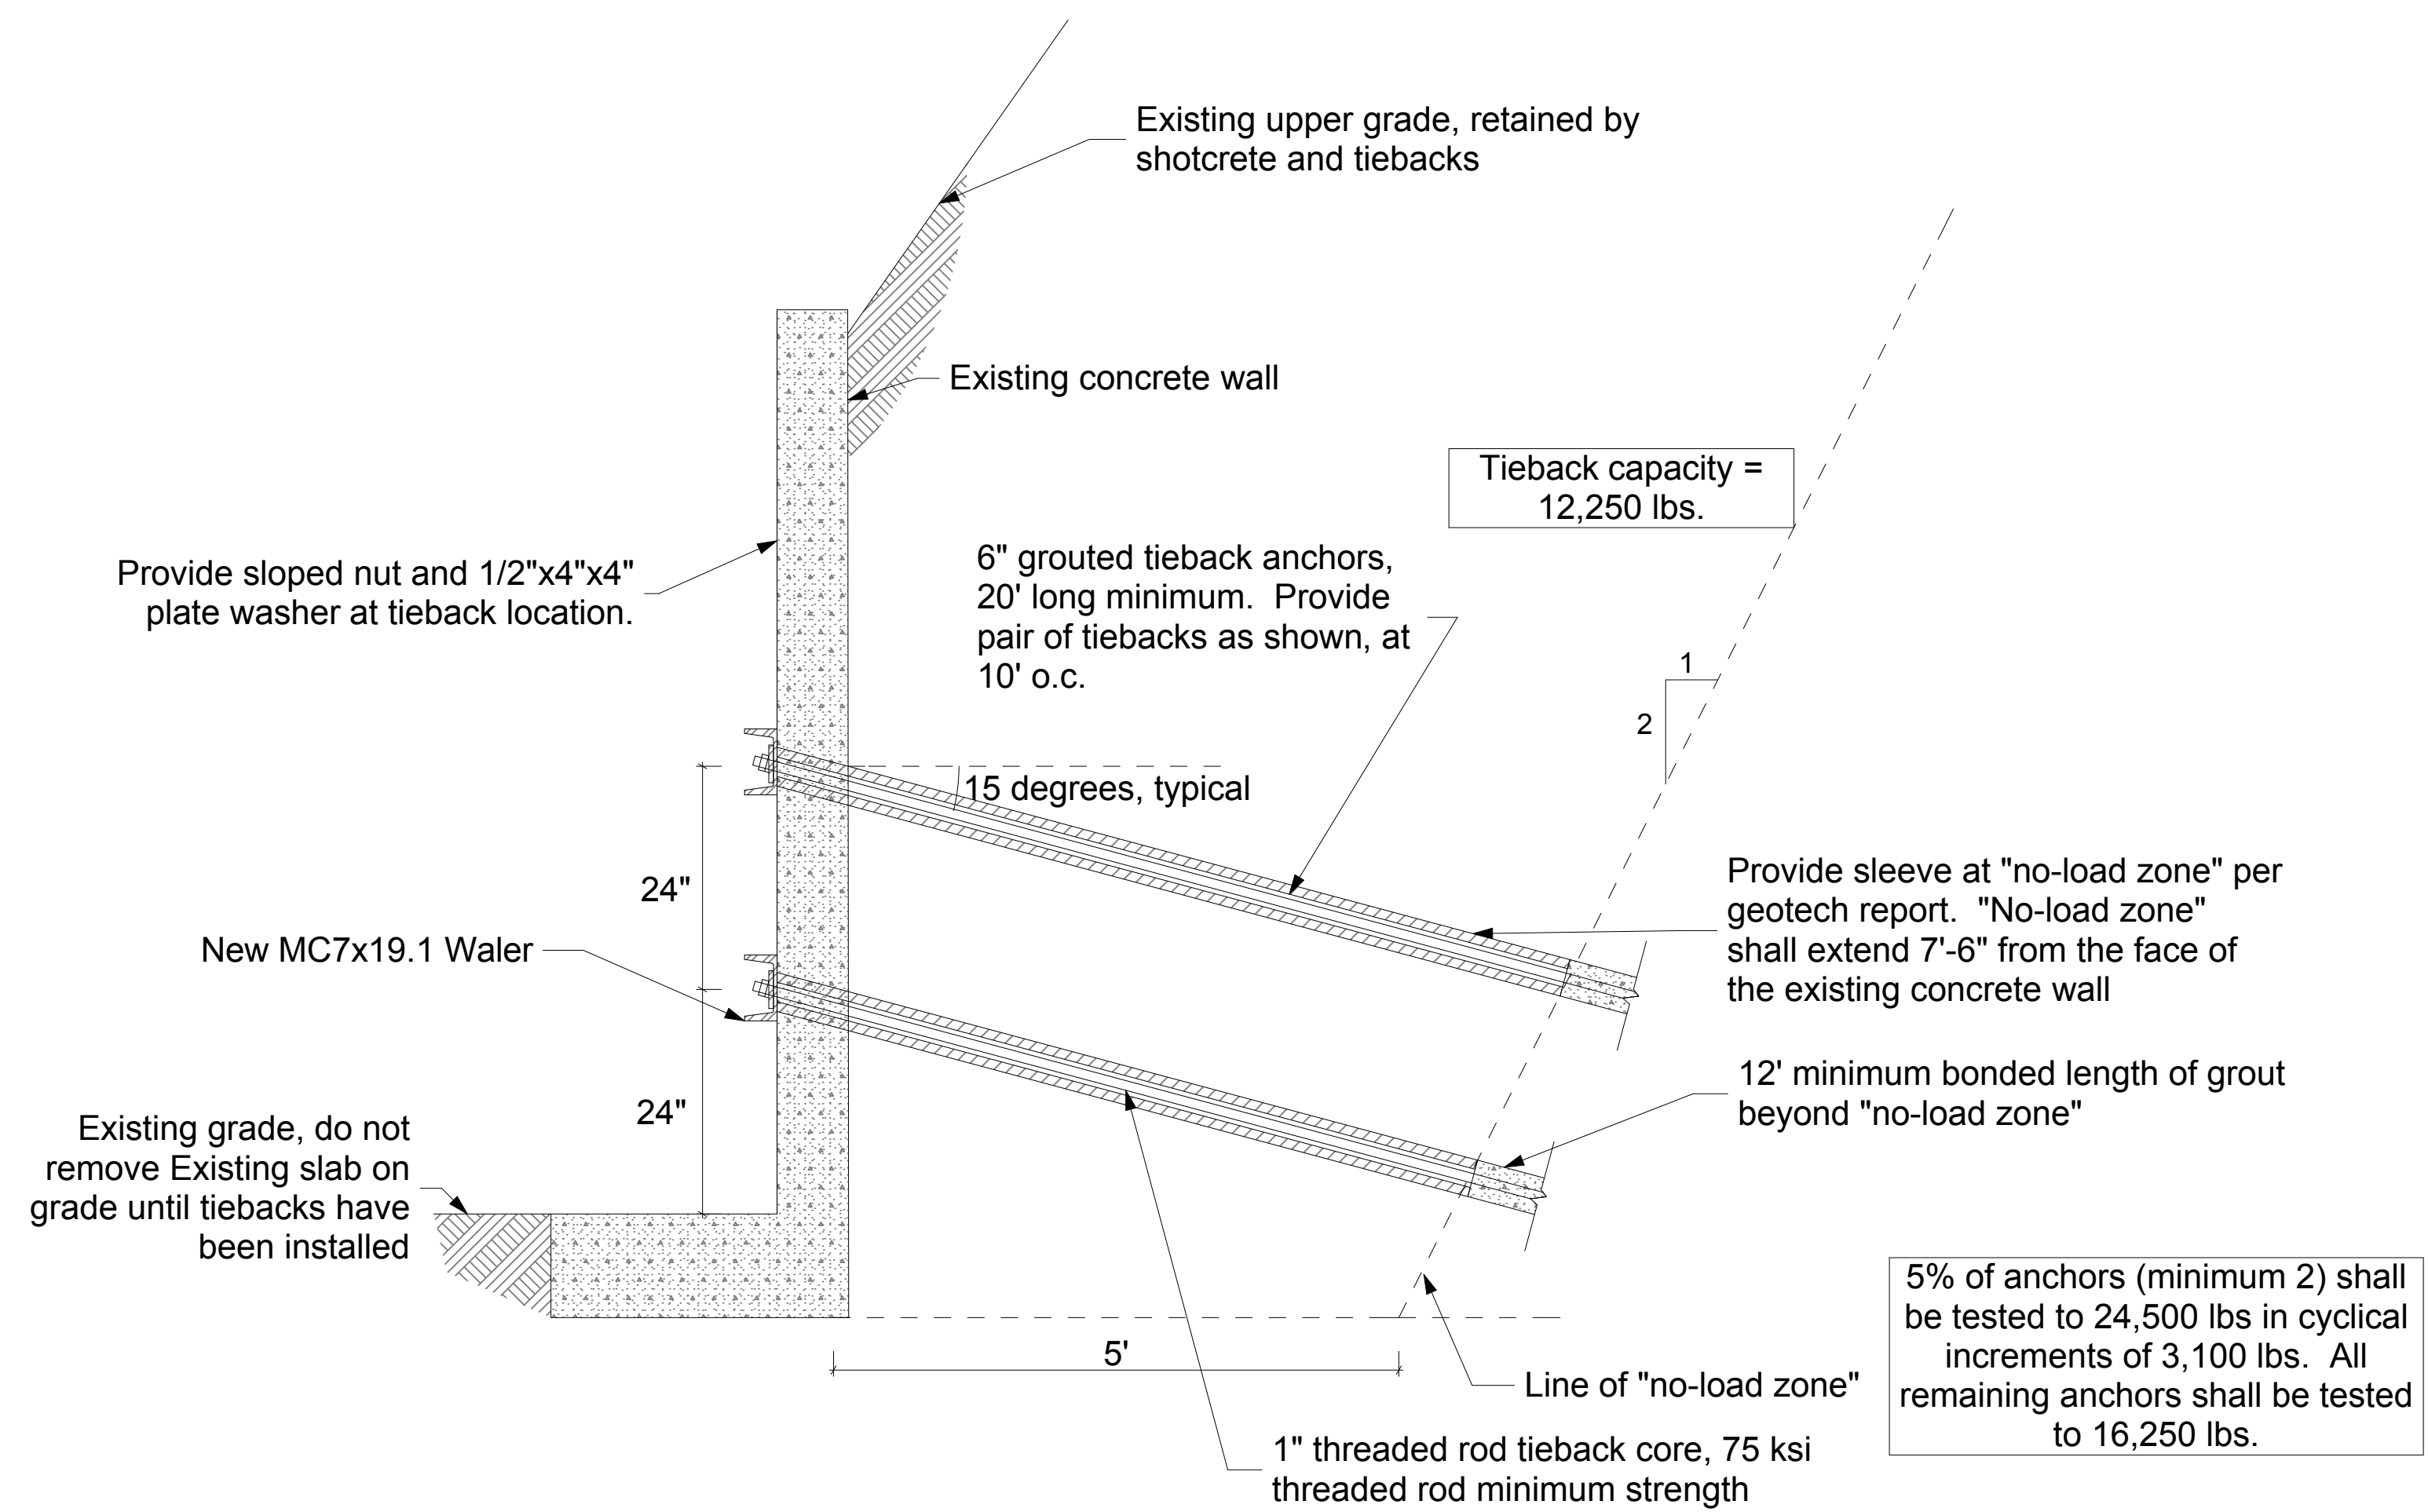 Existing upper grade, retained by
shotcrete and tiebacks
Existing concrete wall
Tieback capacity =
12,250 lbs.
Provide sloped nut and 1/2"x4"x4"
plate washer at tieback location.
6" grouted tieback anchors,
20' long minimum.  Provide
pair of tiebacks as shown, at
10' o.c.
1
2
15 degrees, typical
24"
Provide sleeve at "no-load zone" per
geotech report.  "No-load zone"
shall extend 7'-6" from the face of
the existing concrete wall
New MC7x19.1 Waler
24"
12' minimum bonded length of grout
beyond "no-load zone"
Existing grade, do not
remove Existing slab on
grade until tiebacks have
been installed
5'
Line of "no-load zone"
5% of anchors (minimum 2) shall
be tested to 24,500 lbs in cyclical
increments of 3,100 lbs.  All
remaining anchors shall be tested
to 16,250 lbs.
1" threaded rod tieback core, 75 ksi
threaded rod minimum strength